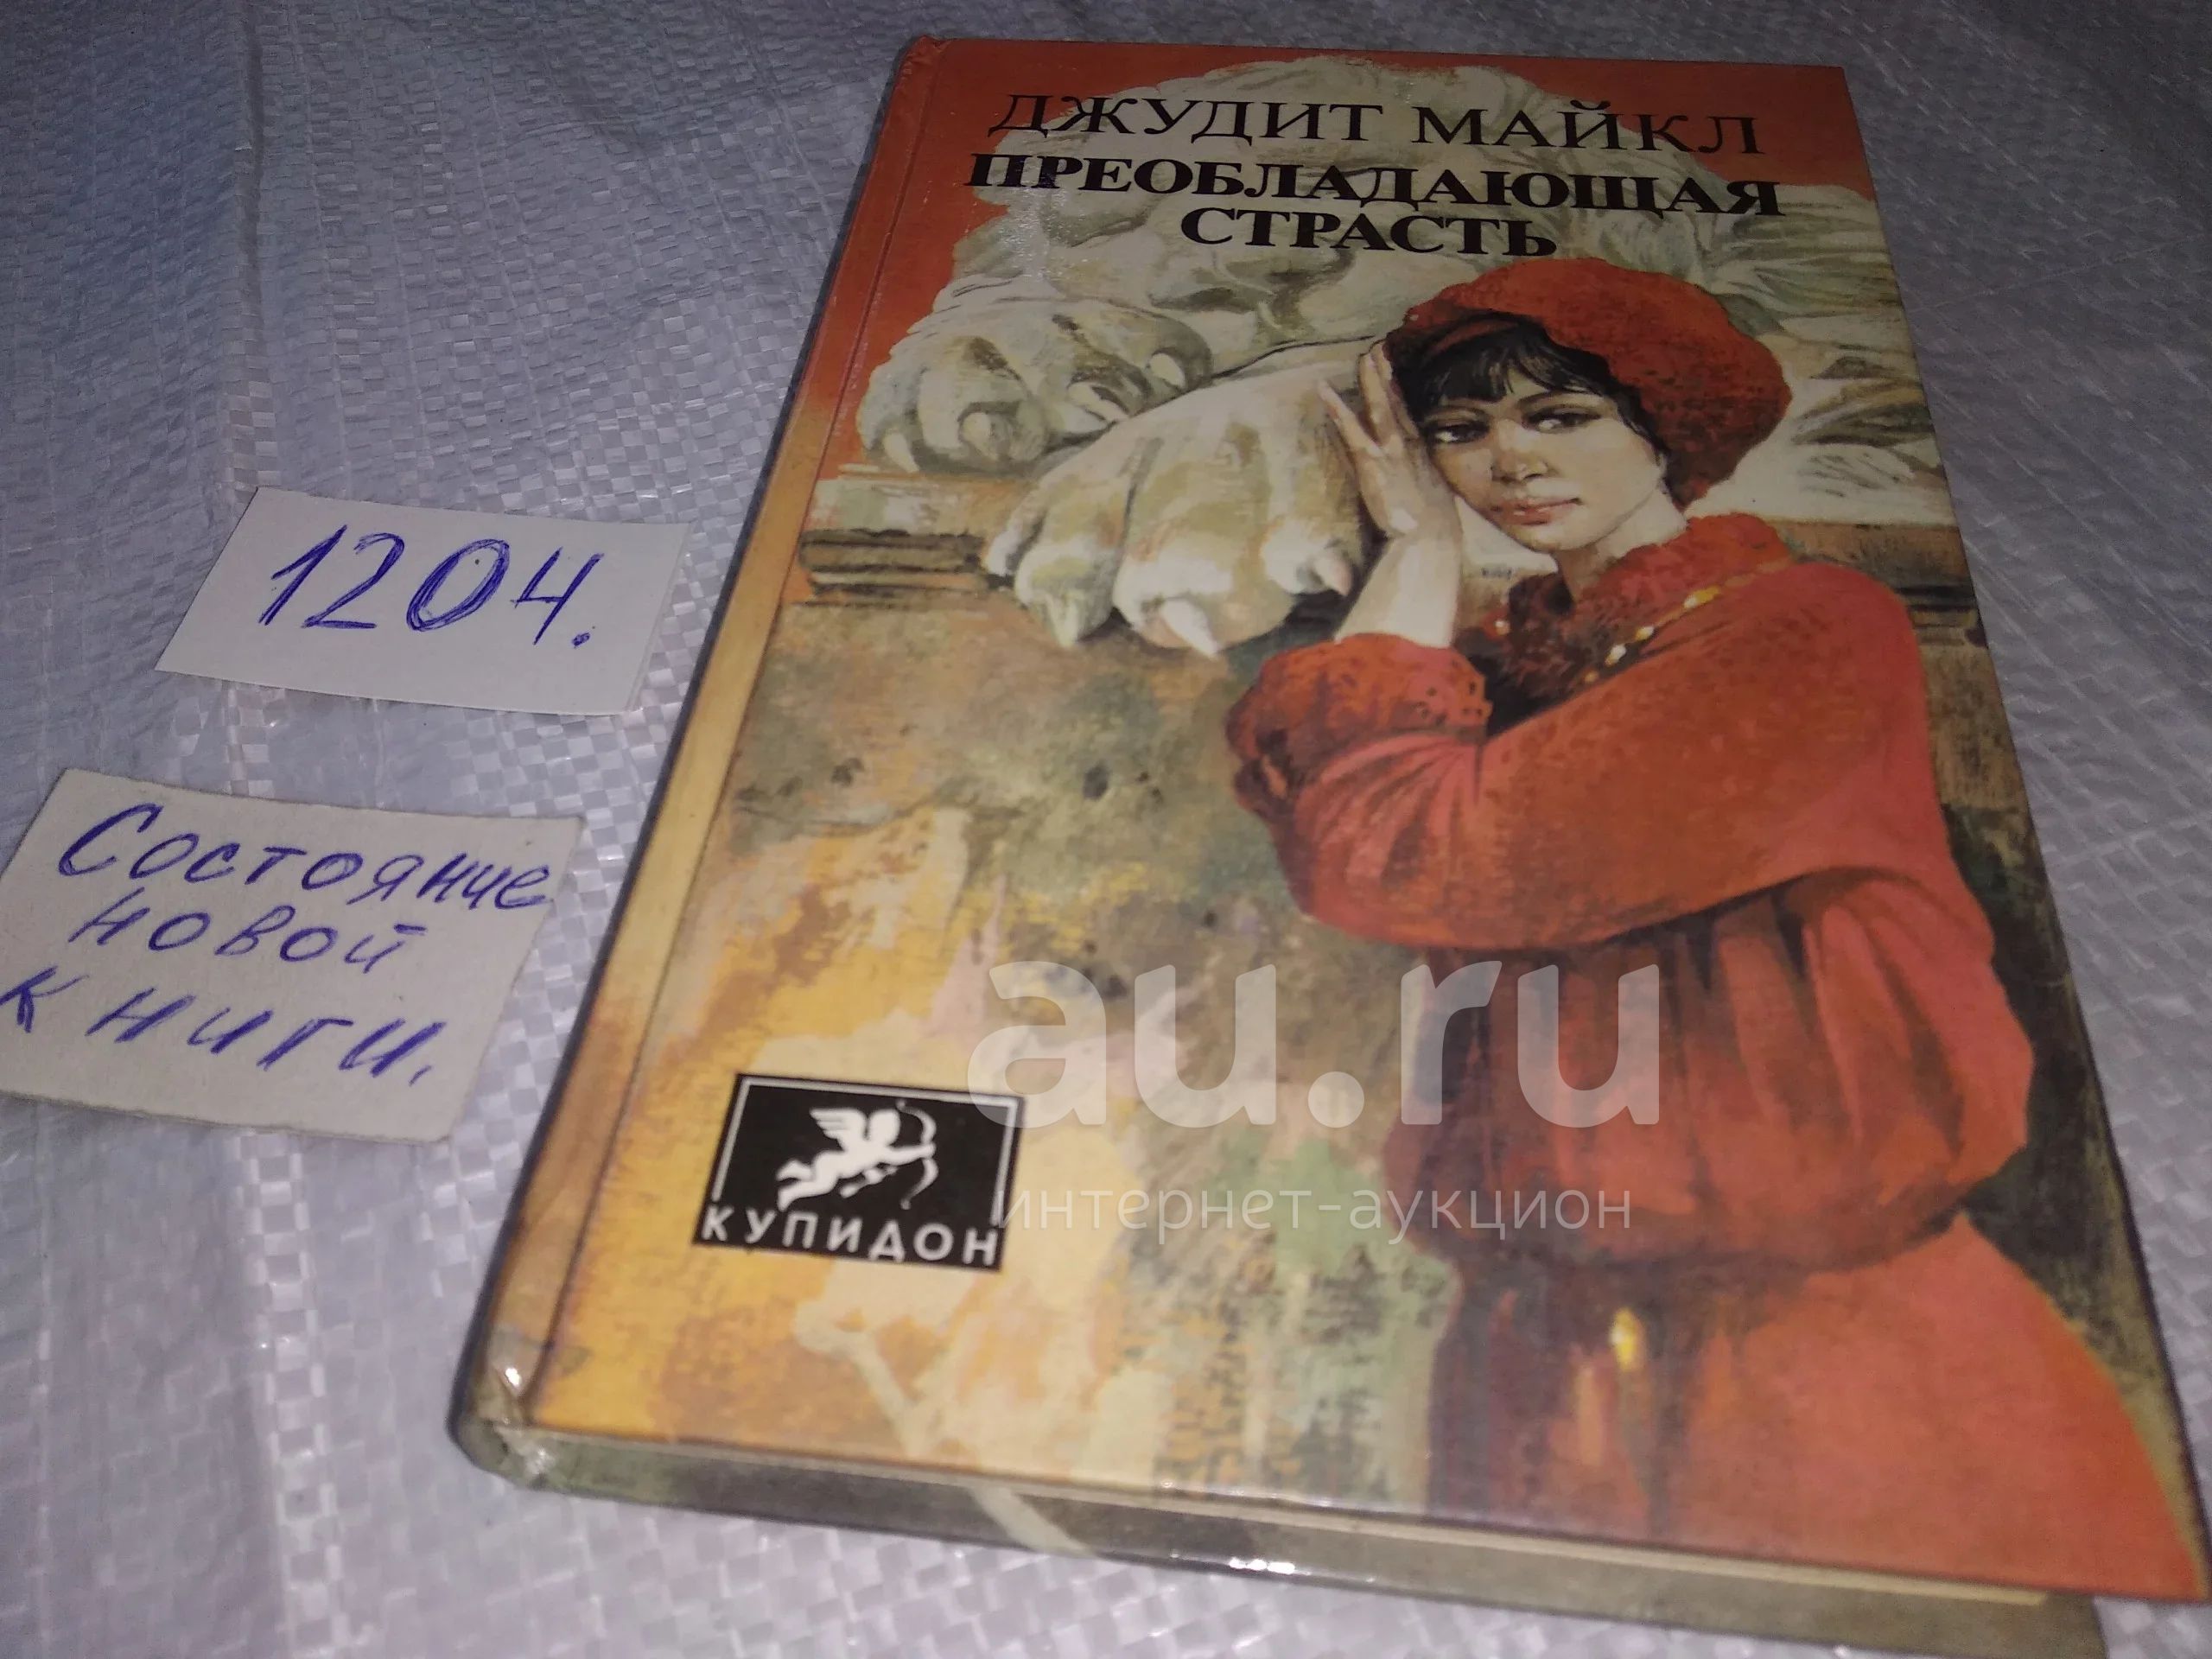 ДЖУДИТ МАЙКЛ
ПРЕОБЛАДАЮЩАЯ
СТРАСТЬ
1204.
Состояние
новой
книги.
au.ru
интернет-аукцион
КУПИДОН